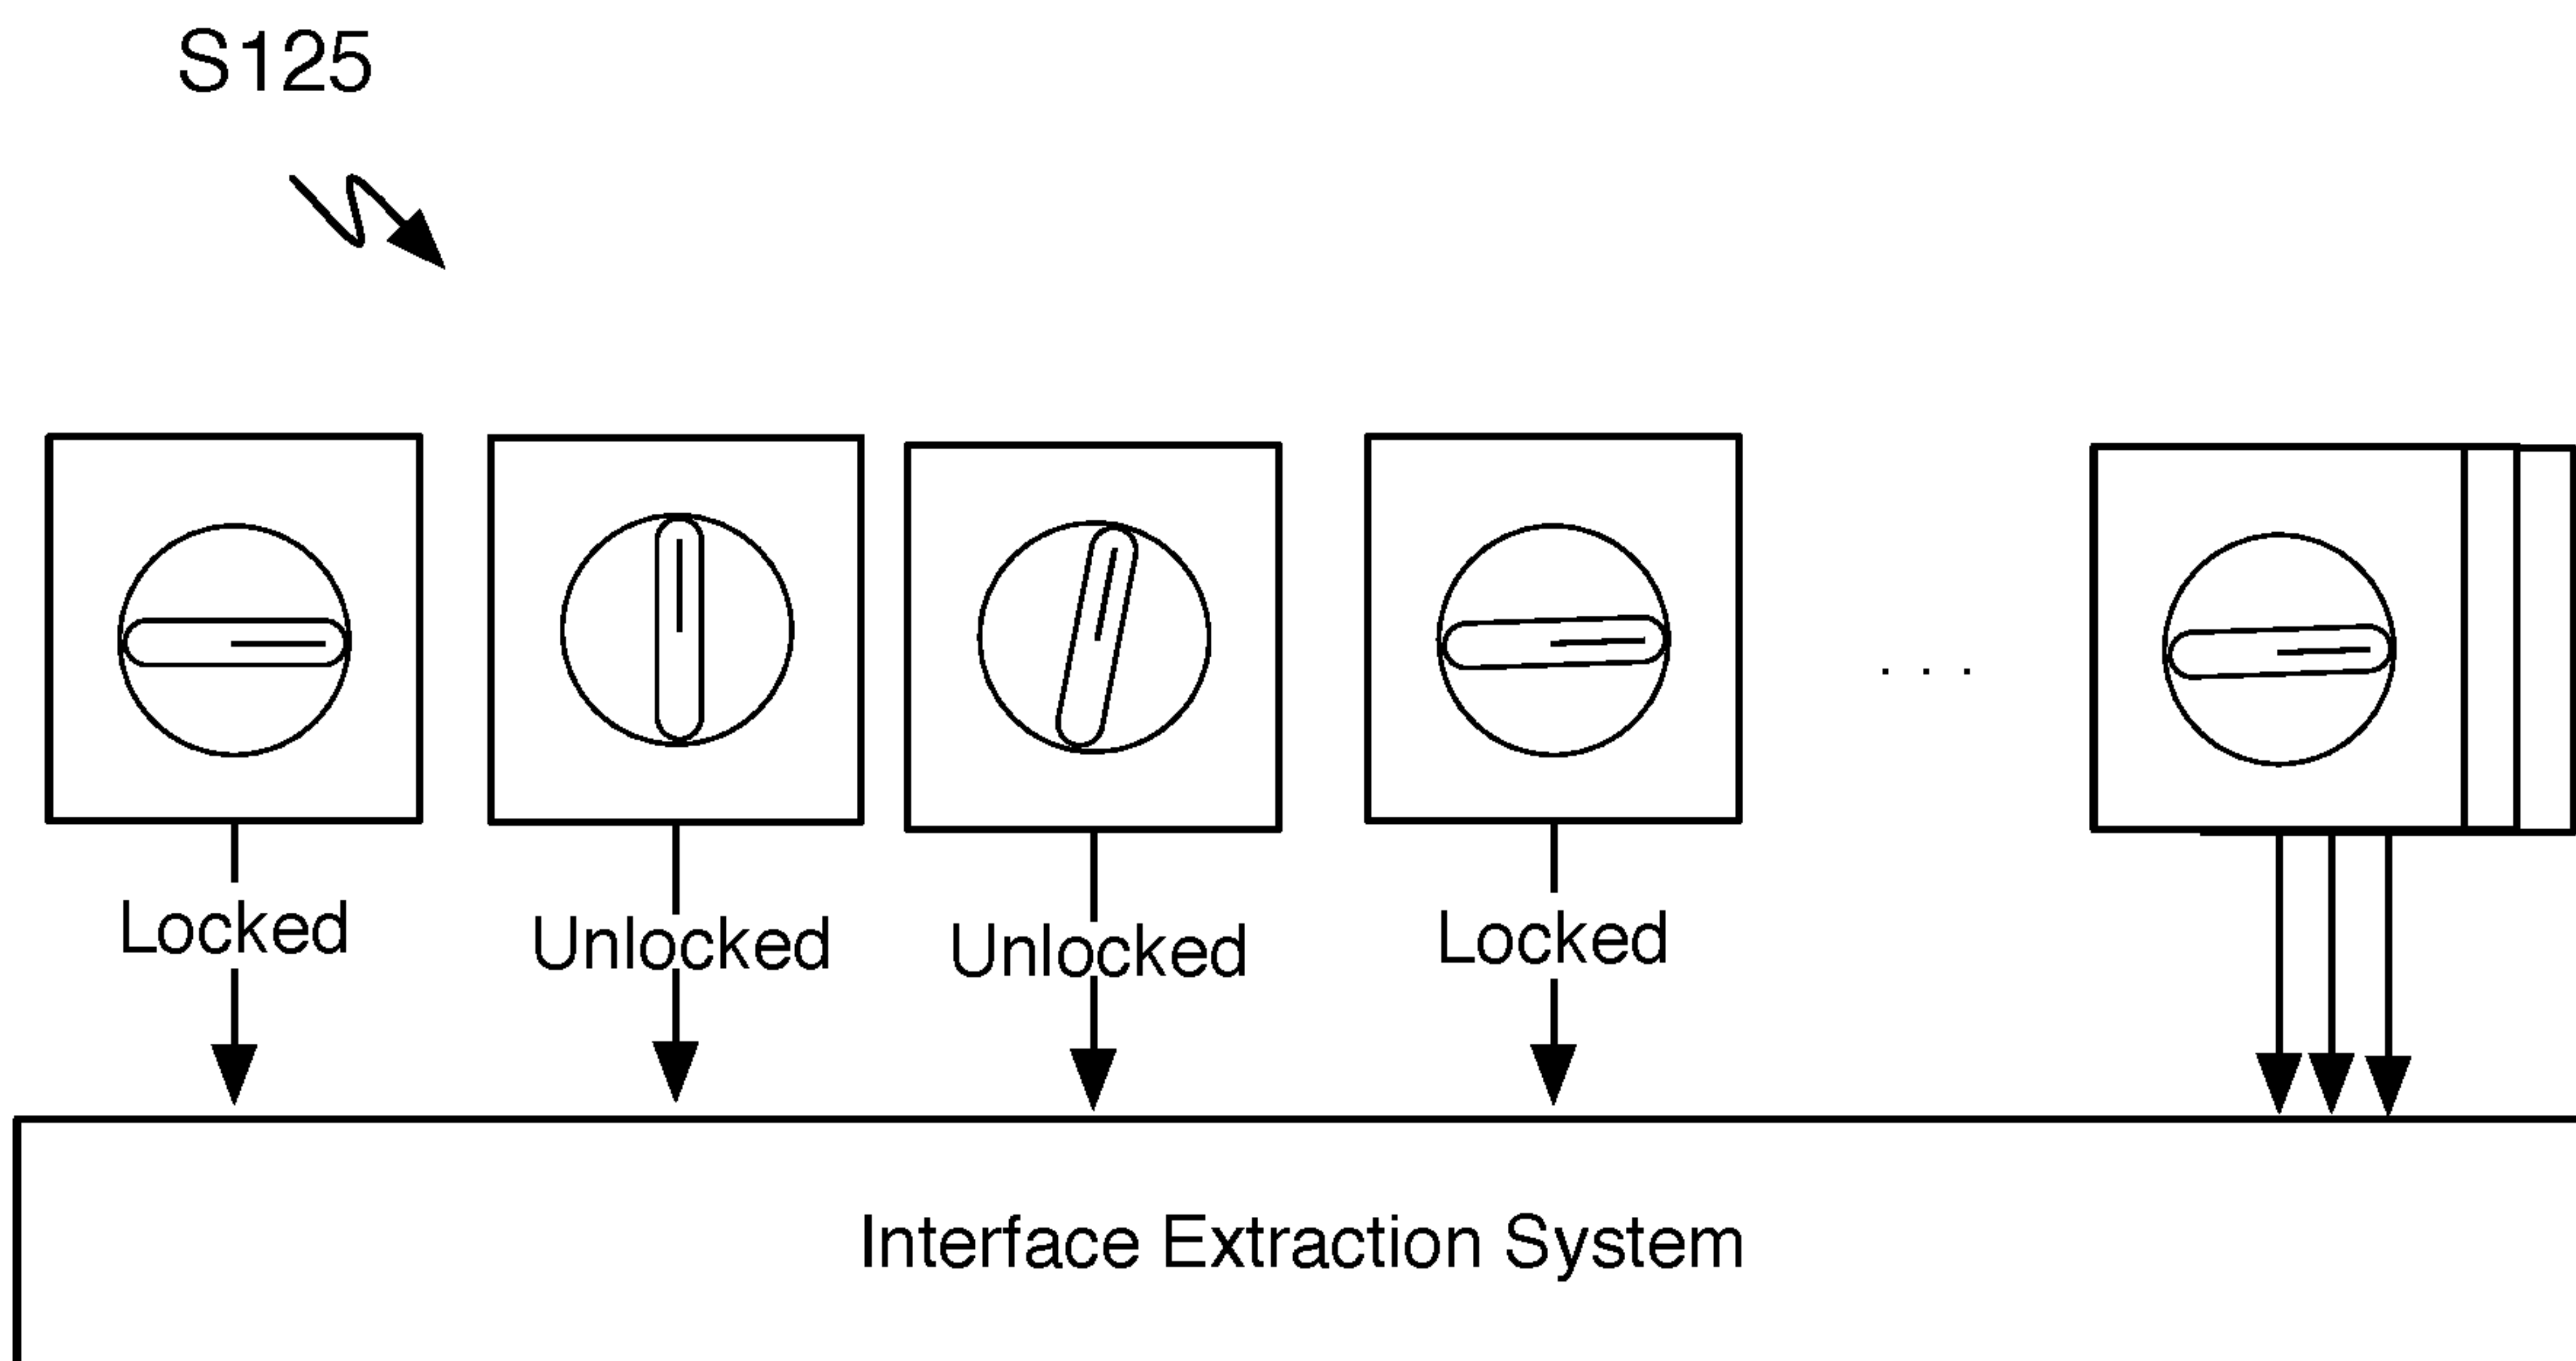 S125
Locked
Unlocked
Unlocked
Locked
. . .
Interface Extraction System